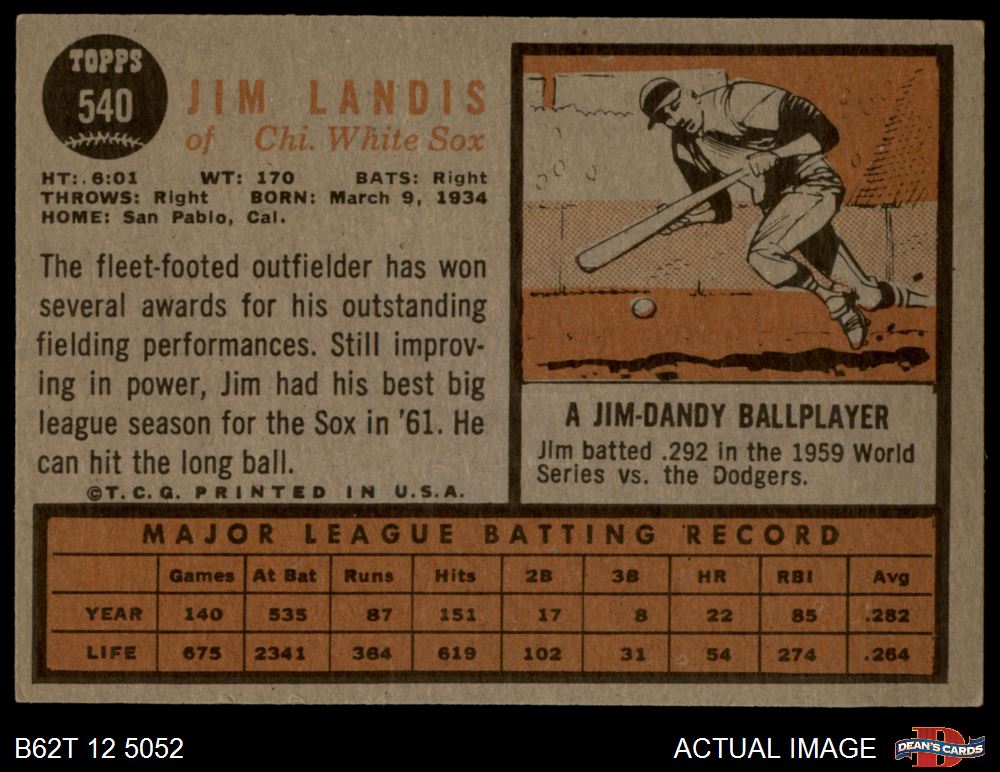 TOPPS
540
JIM LANDIS
of Chi. White Sox
HT:. 6:01 WT: 170 BATS: Right
THROWS: Right BORN: March 9, 1934
HOME: San Pablo, Cal.
The fleet-footed outfielder has won
several awards for his outstanding
fielding performances. Still improv-
ing in power, Jim had his best big
league season for the Sox in '61. He
can hit the long ball.
©T.C.G. PRINTED IN U.S.A.
A JIM-DANDY BALLPLAYER
Jim batted .292 in the 1959 World
Series vs. the Dodgers.
MAJOR LEAGUE BATTING RECORD
Games At Bat Runs Hits 2B 3B HR RBI Avg
YEAR 140 535 87 151 17 8 22 85 .282
LIFE 675 2341 364 619 102 31 54 274 .264
B62T 12 5052
ACTUAL IMAGE
D
DEAN'S CARDS